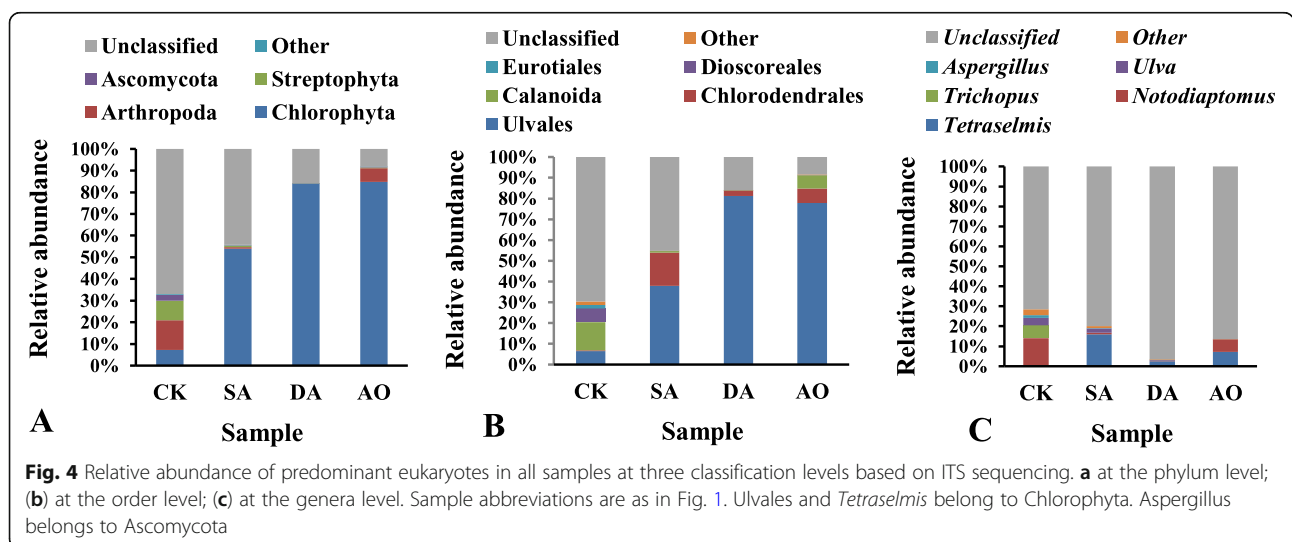 Unclassified Other
Ascomycota Streptophyta
Arthropoda Chlorophyta
100%
90%
80%
70%
60%
50%
40%
30%
20%
10%
0%
Relative abundance
CK SA DA AO
A Sample
Unclassified Other
Eurotiales Dioscoreales
Calanoida Chlorodendrales
Ulvales
100%
90%
80%
70%
60%
50%
40%
30%
20%
10%
0%
Relative abundance
CK SA DA AO
B Sample
Unclassified Other
Aspergillus Ulva
Trichopus Notodiaptomus
Tetraselmis
100%
90%
80%
70%
60%
50%
40%
30%
20%
10%
0%
Relative abundance
CK SA DA AO
C Sample
Fig. 4 Relative abundance of predominant eukaryotes in all samples at three classification levels based on ITS sequencing. a at the phylum level;
(b) at the order level; (c) at the genera level. Sample abbreviations are as in Fig. 1. Ulvales and Tetraselmis belong to Chlorophyta. Aspergillus
belongs to Ascomycota